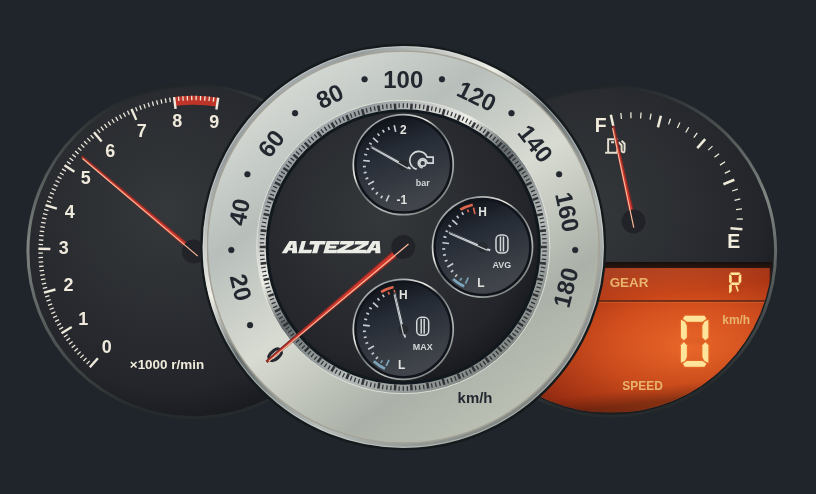 0
1
2
3
4
5
6
7
8
9
×1000 r/min
20
40
60
80
100
120
140
160
180
km/h
ALTEZZA
2
-1
bar
H
L
AVG
H
L
MAX
F
E
GEAR R
km/h
0
SPEED